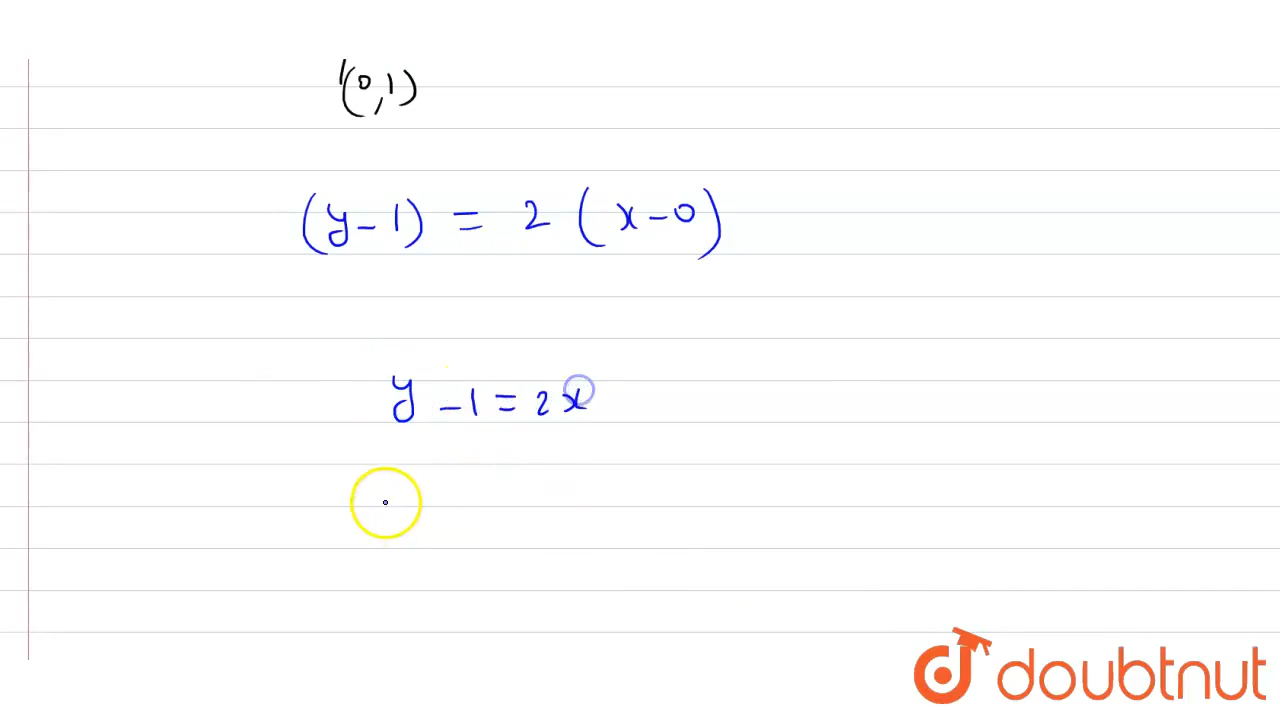 (0,1)
(y-1) = 2 (x-0)
y -1 = 2x
doubtnut